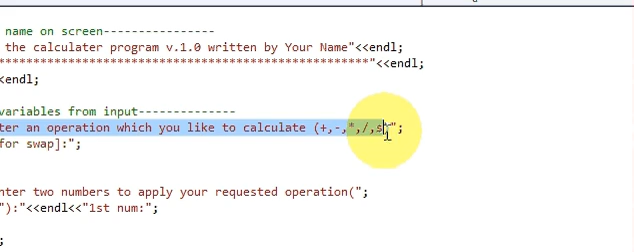 name on screen----------------
the calculater program v.1.0 written by Your Name"<<endl;
*****************************************************"<<endl;
<endl;
variables from input--------------
ter an operation which you like to calculate (+,-,*,/,s";
for swap]:";
nter two numbers to apply your requested operation(";
"):"<<endl<<"1st num:";
;